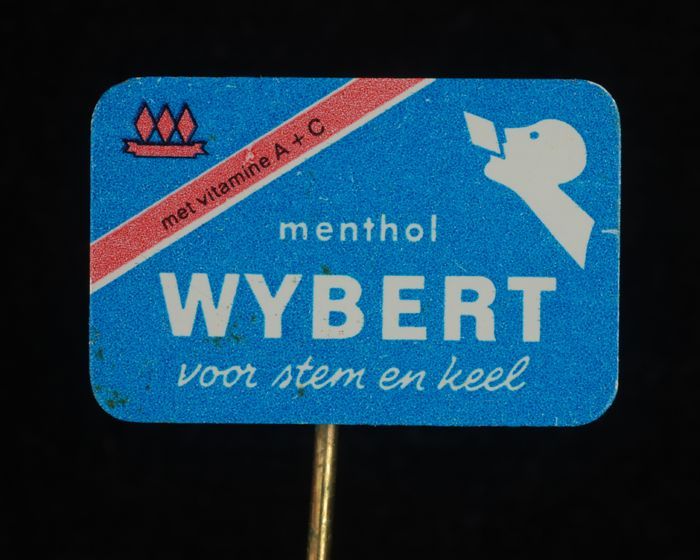 met vitamine A + C
menthol
WYBERT
voor stem en keel